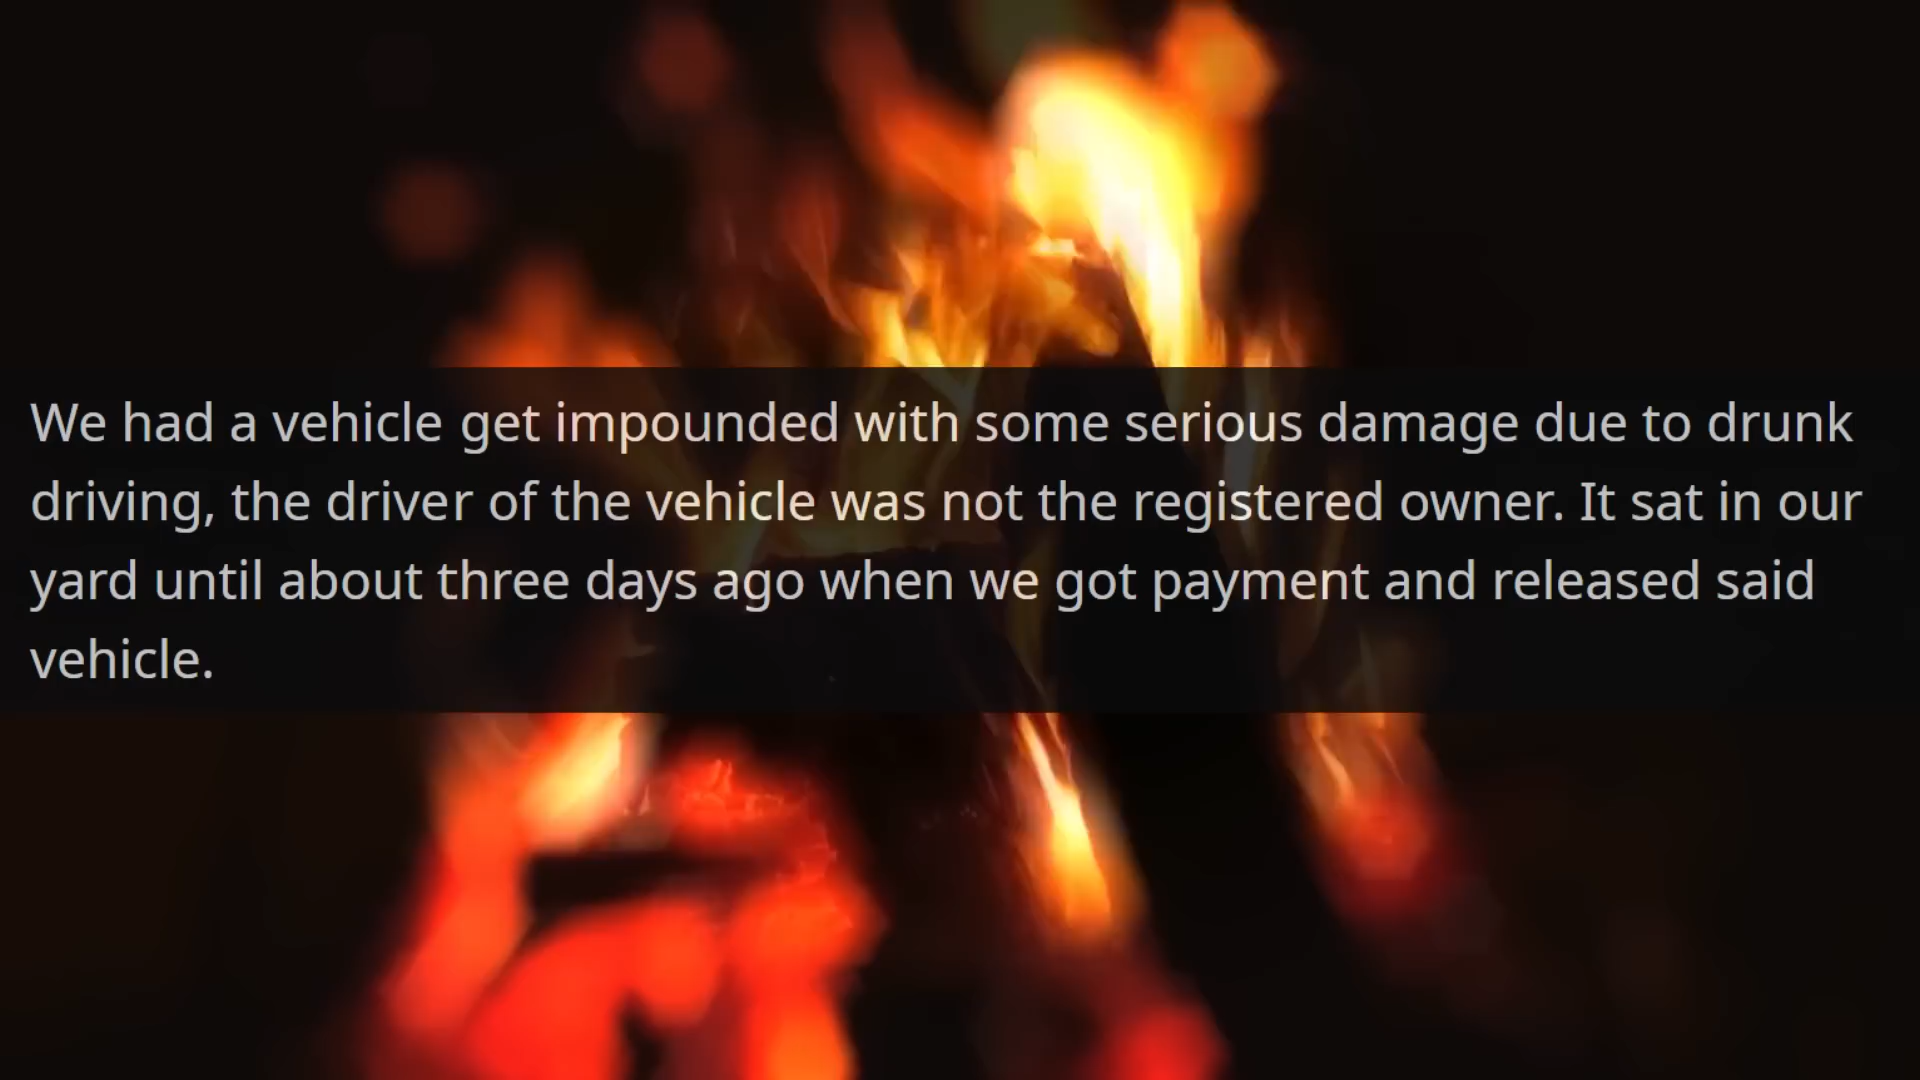 We had a vehicle get impounded with some serious damage due to drunk
driving, the driver of the vehicle was not the registered owner. It sat in our
yard until about three days ago when we got payment and released said
vehicle.